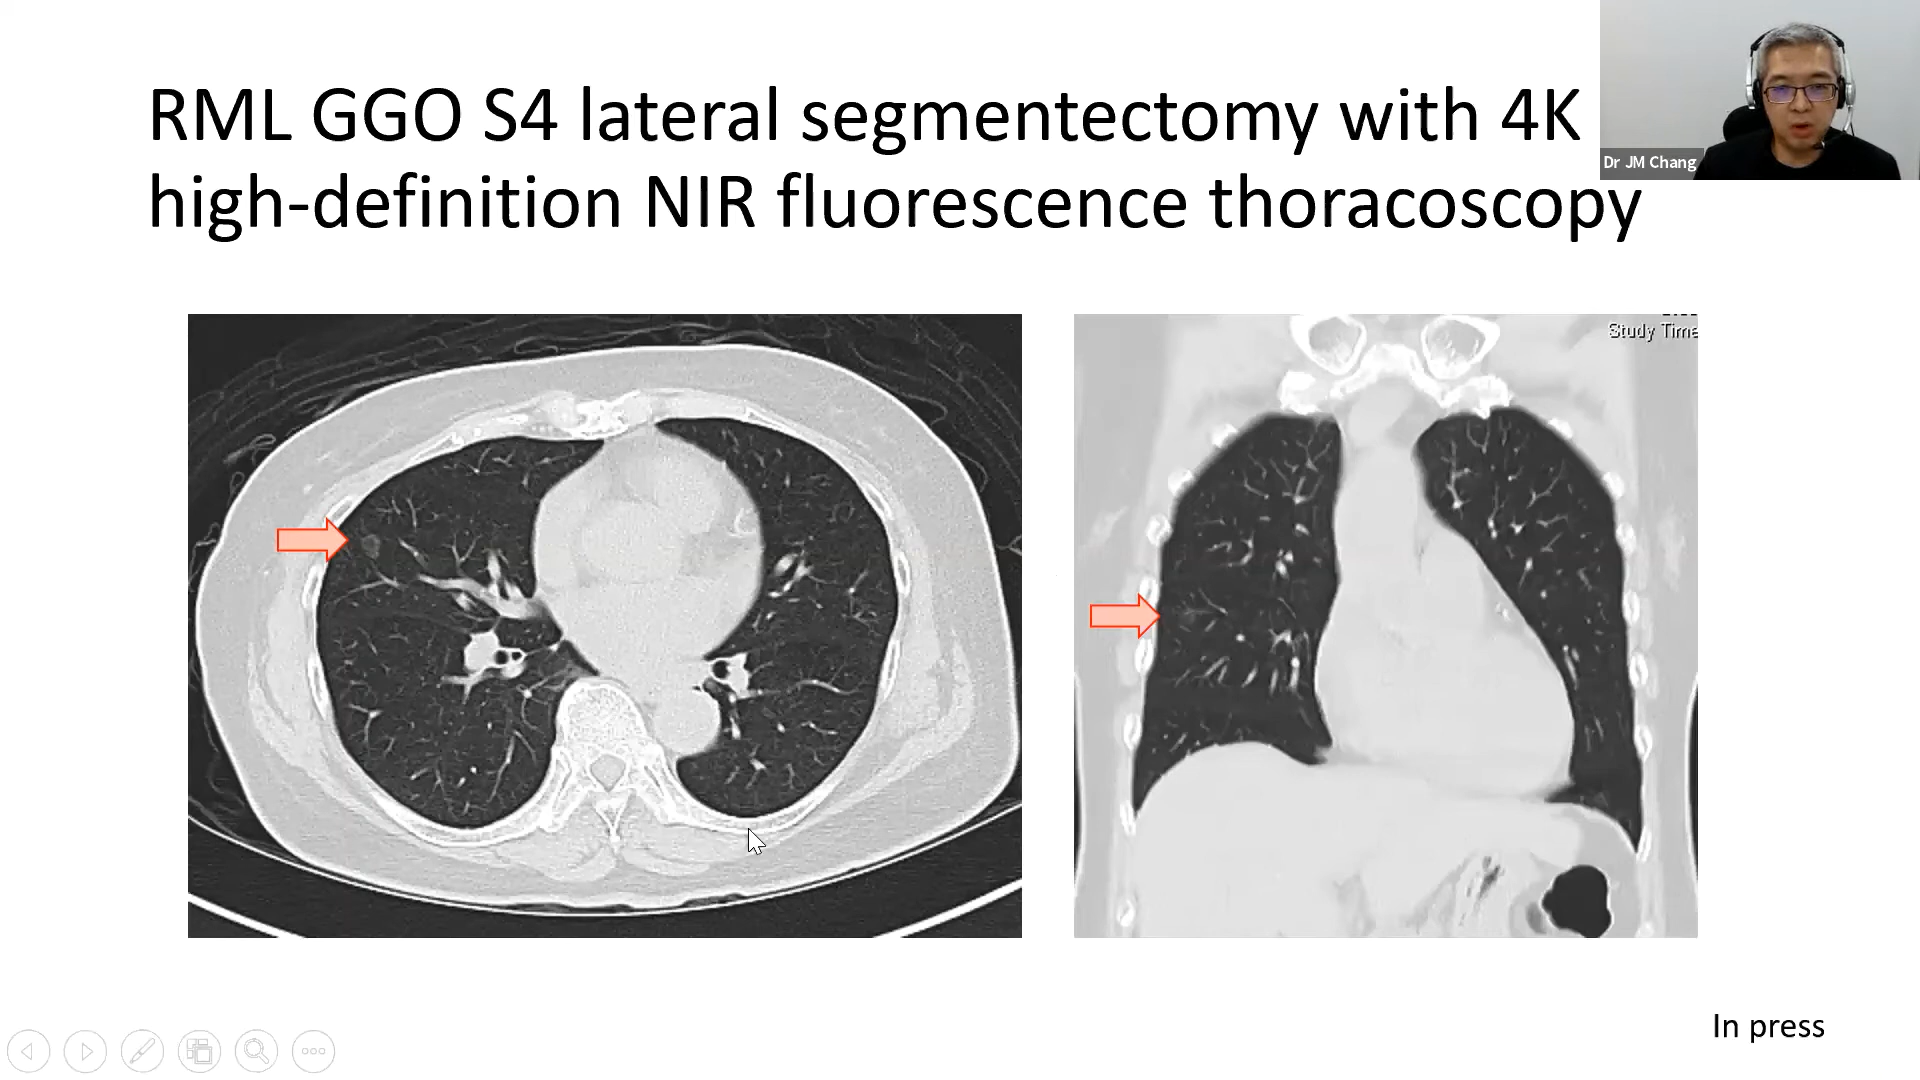 RML GGO S4 lateral segmentectomy with 4K
high-definition NIR fluorescence thoracoscopy
Dr JM Chang
Study Time
In press